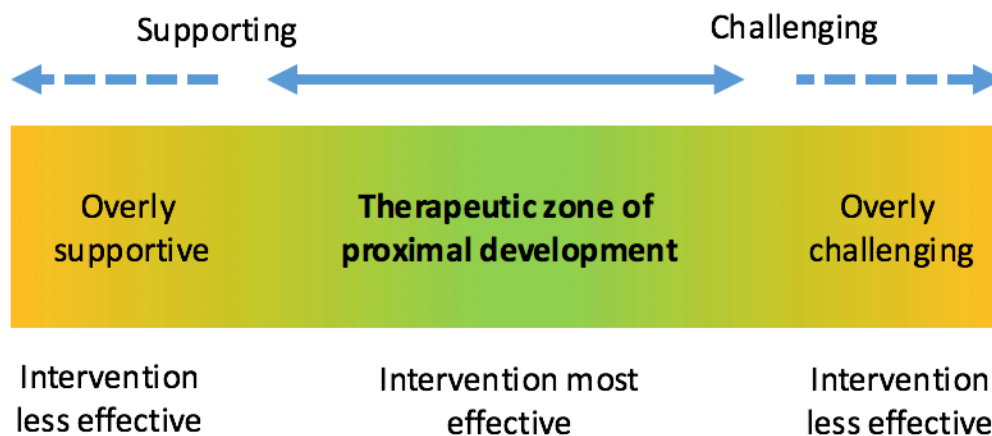 Supporting
Challenging
Overly
supportive
Therapeutic zone of
proximal development
Overly
challenging
Intervention
less effective
Intervention most
effective
Intervention
less effective